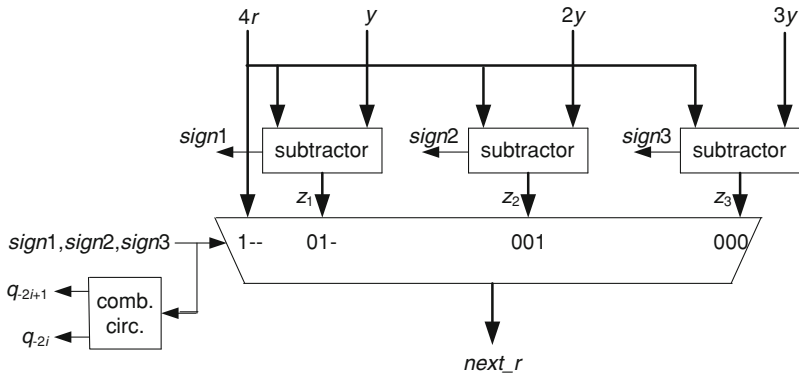 4r y 2y 3y
sign1 subtractor sign2 subtractor sign3 subtractor
z1 z2 z3
sign1,sign2,sign3 1-- 01- 001 000
q-2i+1
comb.
circ.
q-2i
next_r